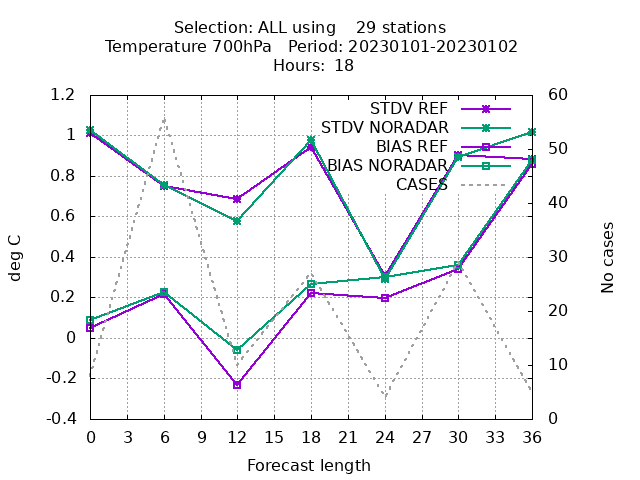 Selection: ALL using    29 stations
Temperature 700hPa   Period: 20230101-20230102
Hours:  18
STDV REF
STDV NORADAR
BIAS REF
BIAS NORADAR
CASES
deg C
1.2
1
0.8
0.6
0.4
0.2
0
-0.2
-0.4
60
50
40
30
20
10
0
No cases
0 3 6 9 12 15 18 21 24 27 30 33 36
Forecast length